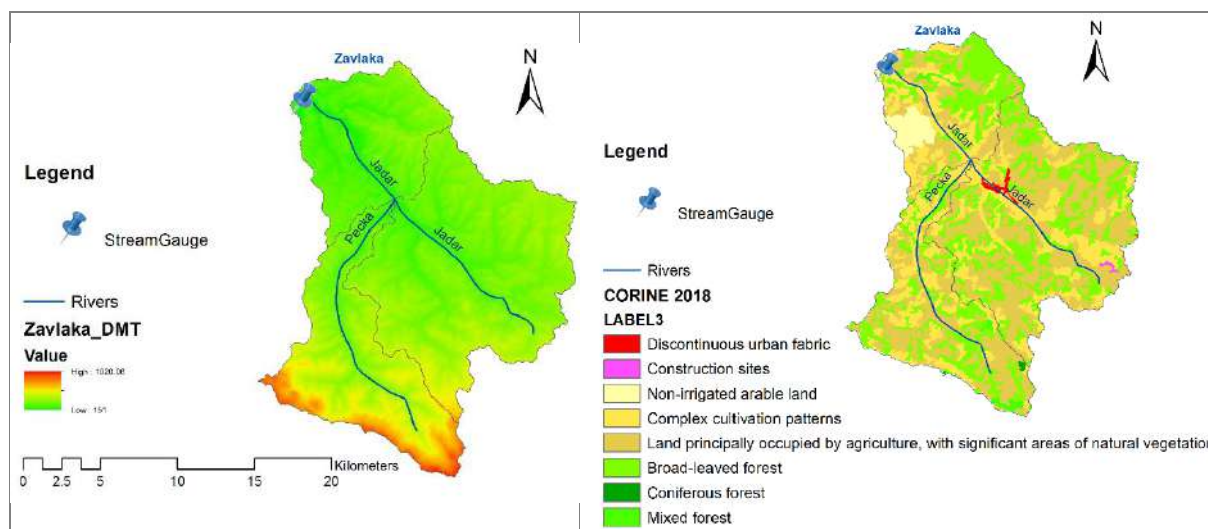 Zavlaka
N
Jadar
Pecka
Jadar
Legend
StreamGauge
Rivers
Zavlaka_DMT
Value
Kilometers
0 2.5 5 10 15 20
Zavlaka
N
Jadar
Pecka
Jadar
Legend
StreamGauge
Rivers
CORINE 2018
LABEL3
Discontinuous urban fabric
Construction sites
Non-irrigated arable land
Complex cultivation patterns
Land principally occupied by agriculture, with significant areas of natural vegetation
Broad-leaved forest
Coniferous forest
Mixed forest